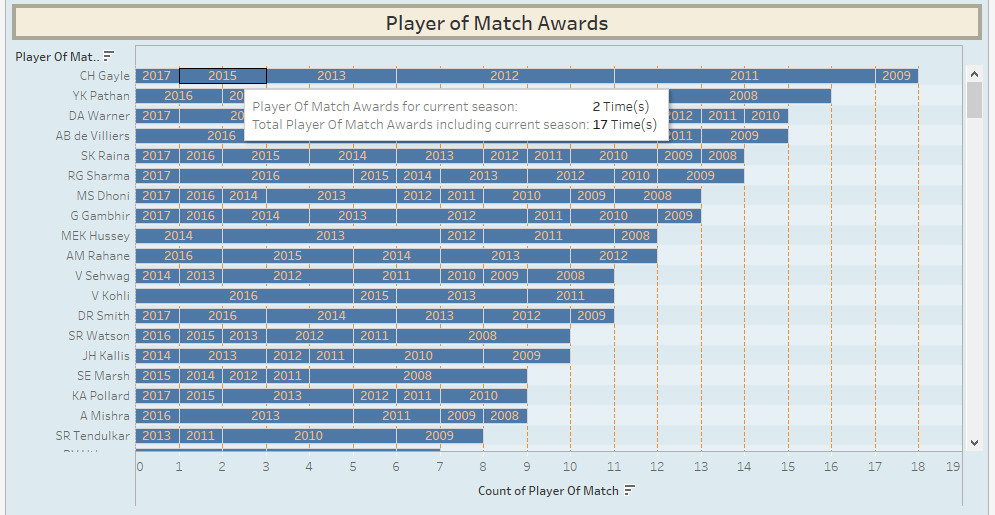 Player of Match Awards
Player Of Mat..
CH Gayle 2017 2015 2013 2012 2011 2009
YK Pathan 2016 2008
DA Warner 2017 2011 2010
Player Of Match Awards for current season: 2 Time(s)
Total Player Of Match Awards including current season: 17 Time(s)
AB de Villiers 2016 2009
SK Raina 2017 2016 2015 2014 2013 2012 2011 2010 2009 2008
RG Sharma 2017 2016 2015 2014 2013 2012 2010 2009
MS Dhoni 2017 2016 2014 2013 2012 2011 2010 2009 2008
G Gambhir 2017 2016 2014 2013 2012 2011 2010 2009
MEK Hussey 2014 2013 2012 2011 2008
AM Rahane 2016 2015 2014 2013 2012
V Sehwag 2014 2013 2012 2011 2010 2009 2008
V Kohli 2016 2015 2013 2011
DR Smith 2017 2016 2014 2013 2012 2009
SR Watson 2016 2015 2013 2012 2011 2008
JH Kallis 2014 2013 2012 2011 2010 2009
SE Marsh 2015 2014 2012 2011 2008
KA Pollard 2017 2015 2013 2012 2011 2010
A Mishra 2016 2013 2011 2009 2008
SR Tendulkar 2013 2011 2010 2009
0 1 2 3 4 5 6 7 8 9 10 11 12 13 14 15 16 17 18 19
Count of Player Of Match